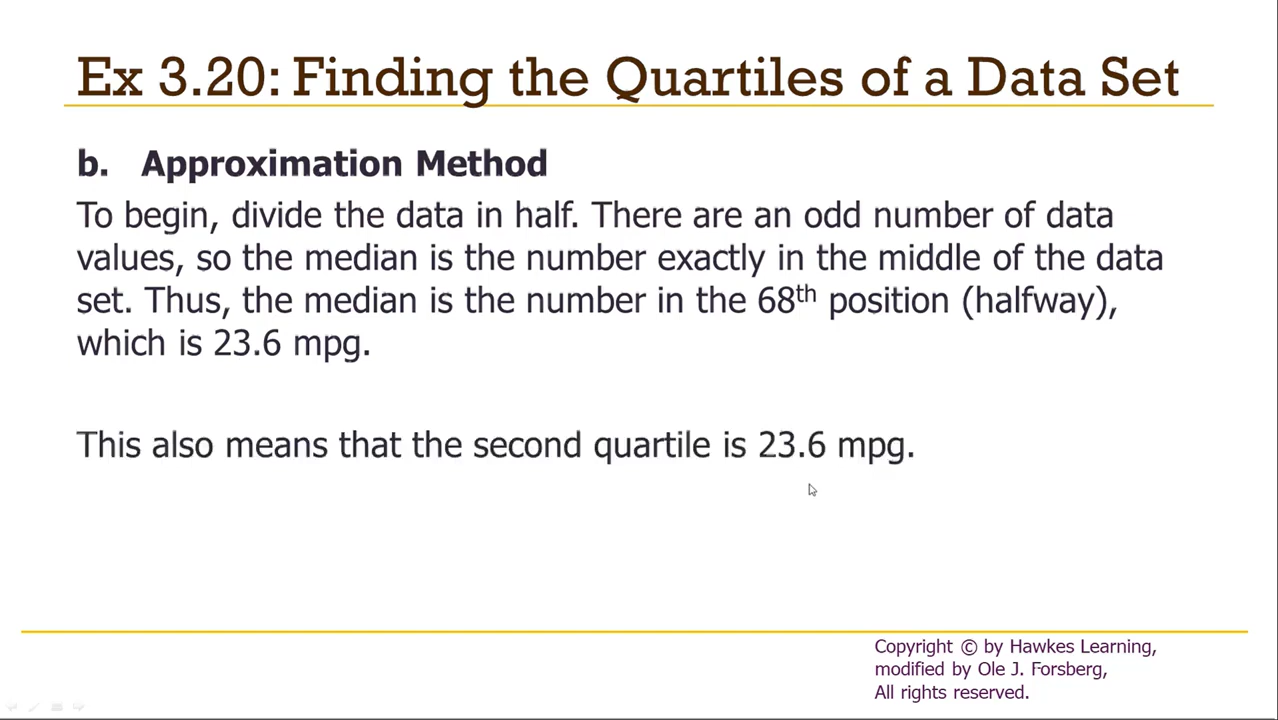 Ex 3.20: Finding the Quartiles of a Data Set
b. Approximation Method
To begin, divide the data in half. There are an odd number of data
values, so the median is the number exactly in the middle of the data
set. Thus, the median is the number in the 68th position (halfway),
which is 23.6 mpg.
This also means that the second quartile is 23.6 mpg.
Copyright © by Hawkes Learning,
modified by Ole J. Forsberg,
All rights reserved.